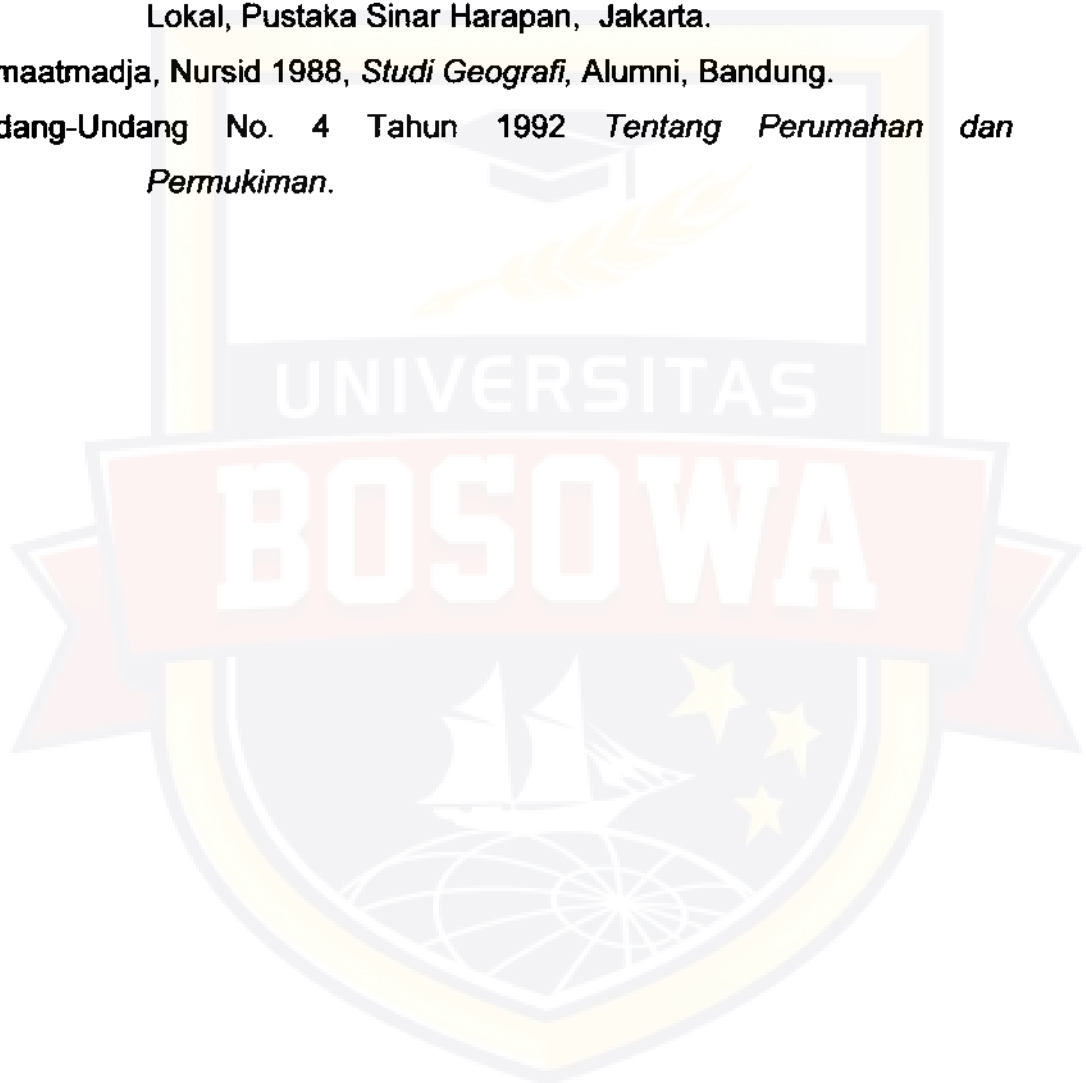 Lokal, Pustaka Sinar Harapan, Jakarta.
maatmadja, Nursid 1988, Studi Geografi, Alumni, Bandung.
dang-Undang No. 4 Tahun 1992 Tentang Perumahan dan
Permukiman.
UNIVERSITAS
BOSOWA